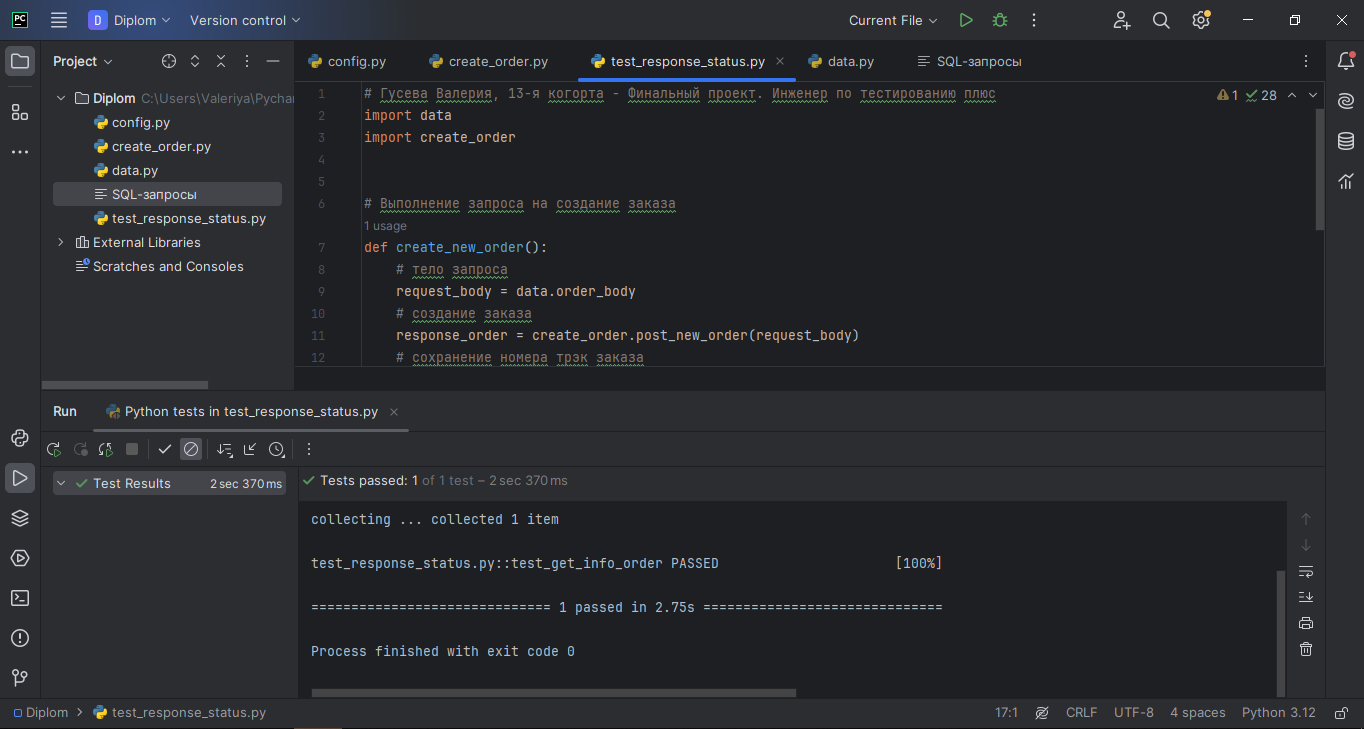 PC
D Diplom Version control Current File
Project
config.py create_order.py test_response_status.py data.py SQL-запросы
Diplom C:\Users\Valeriya\Pychar
config.py
create_order.py
data.py
SQL-запросы
test_response_status.py
External Libraries
Scratches and Consoles
1 # Гусева Валерия, 13-я когорта - Финальный проект. Инженер по тестированию плюс
1 28
2 import data
3 import create_order
4
5
6 # Выполнение запроса на создание заказа
1 usage
7 def create_new_order():
8 # тело запроса
9 request_body = data.order_body
10 # создание заказа
11 response_order = create_order.post_new_order(request_body)
12 # сохранение номера трэк заказа
Run Python tests in test_response_status.py
Test Results 2 sec 370 ms
Tests passed: 1 of 1 test – 2 sec 370 ms
collecting ... collected 1 item
test_response_status.py::test_get_info_order PASSED [100%]
============================== 1 passed in 2.75s ==============================
Process finished with exit code 0
Diplom test_response_status.py 17:1 CRLF UTF-8 4 spaces Python 3.12